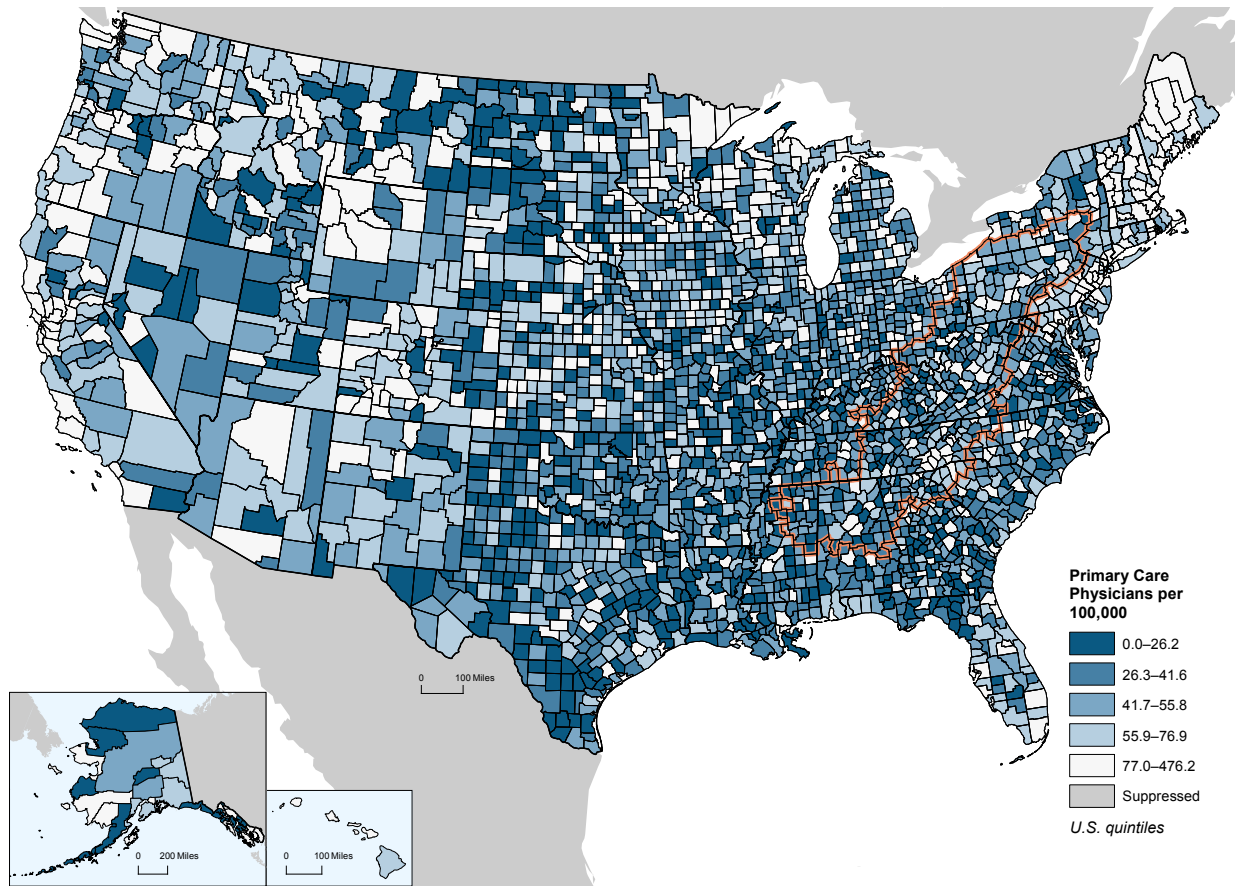 Primary Care
Physicians per
100,000
0.0–26.2
26.3–41.6
41.7–55.8
55.9–76.9
77.0–476.2
Suppressed
U.S. quintiles
0 100 Miles
0 200 Miles
0 100 Miles